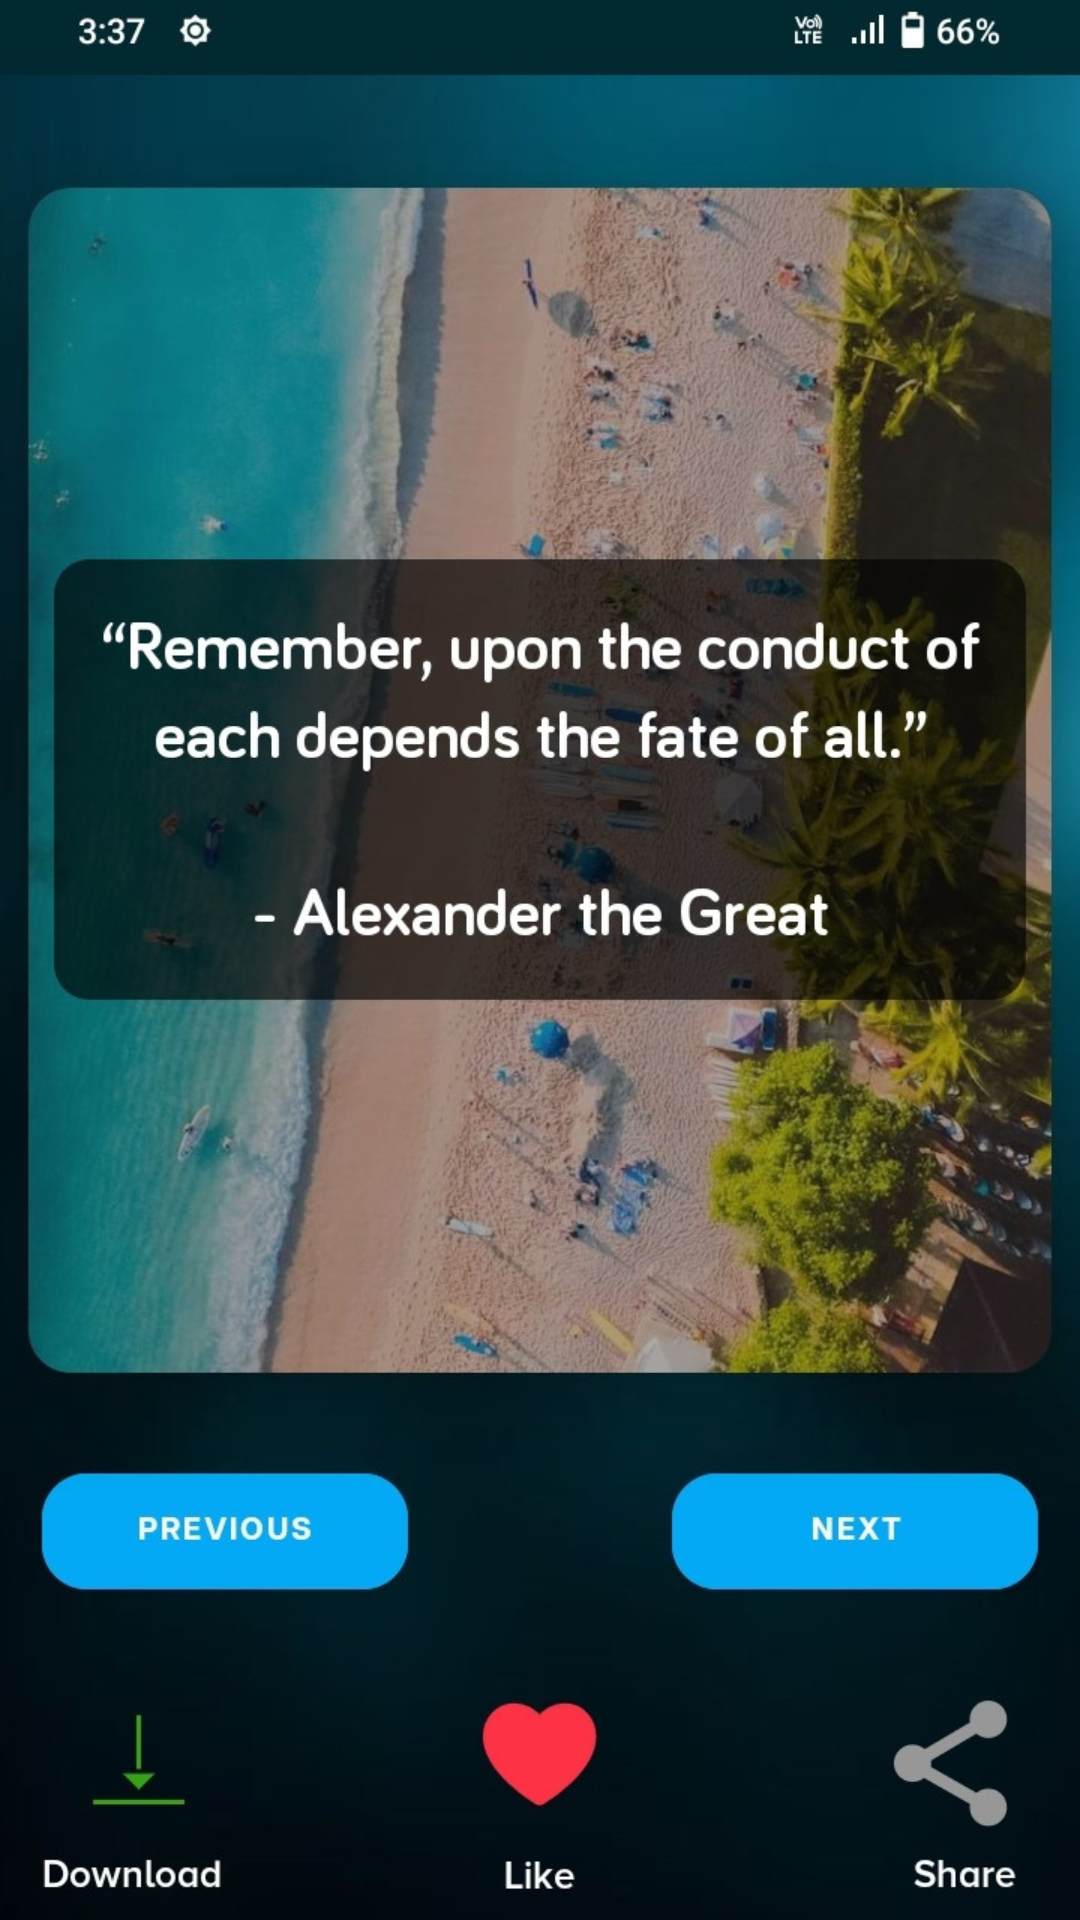 3:37
Vo))
LTE
66%
“Remember, upon the conduct of
each depends the fate of all.”
- Alexander the Great
PREVIOUS
NEXT
Download
Like
Share